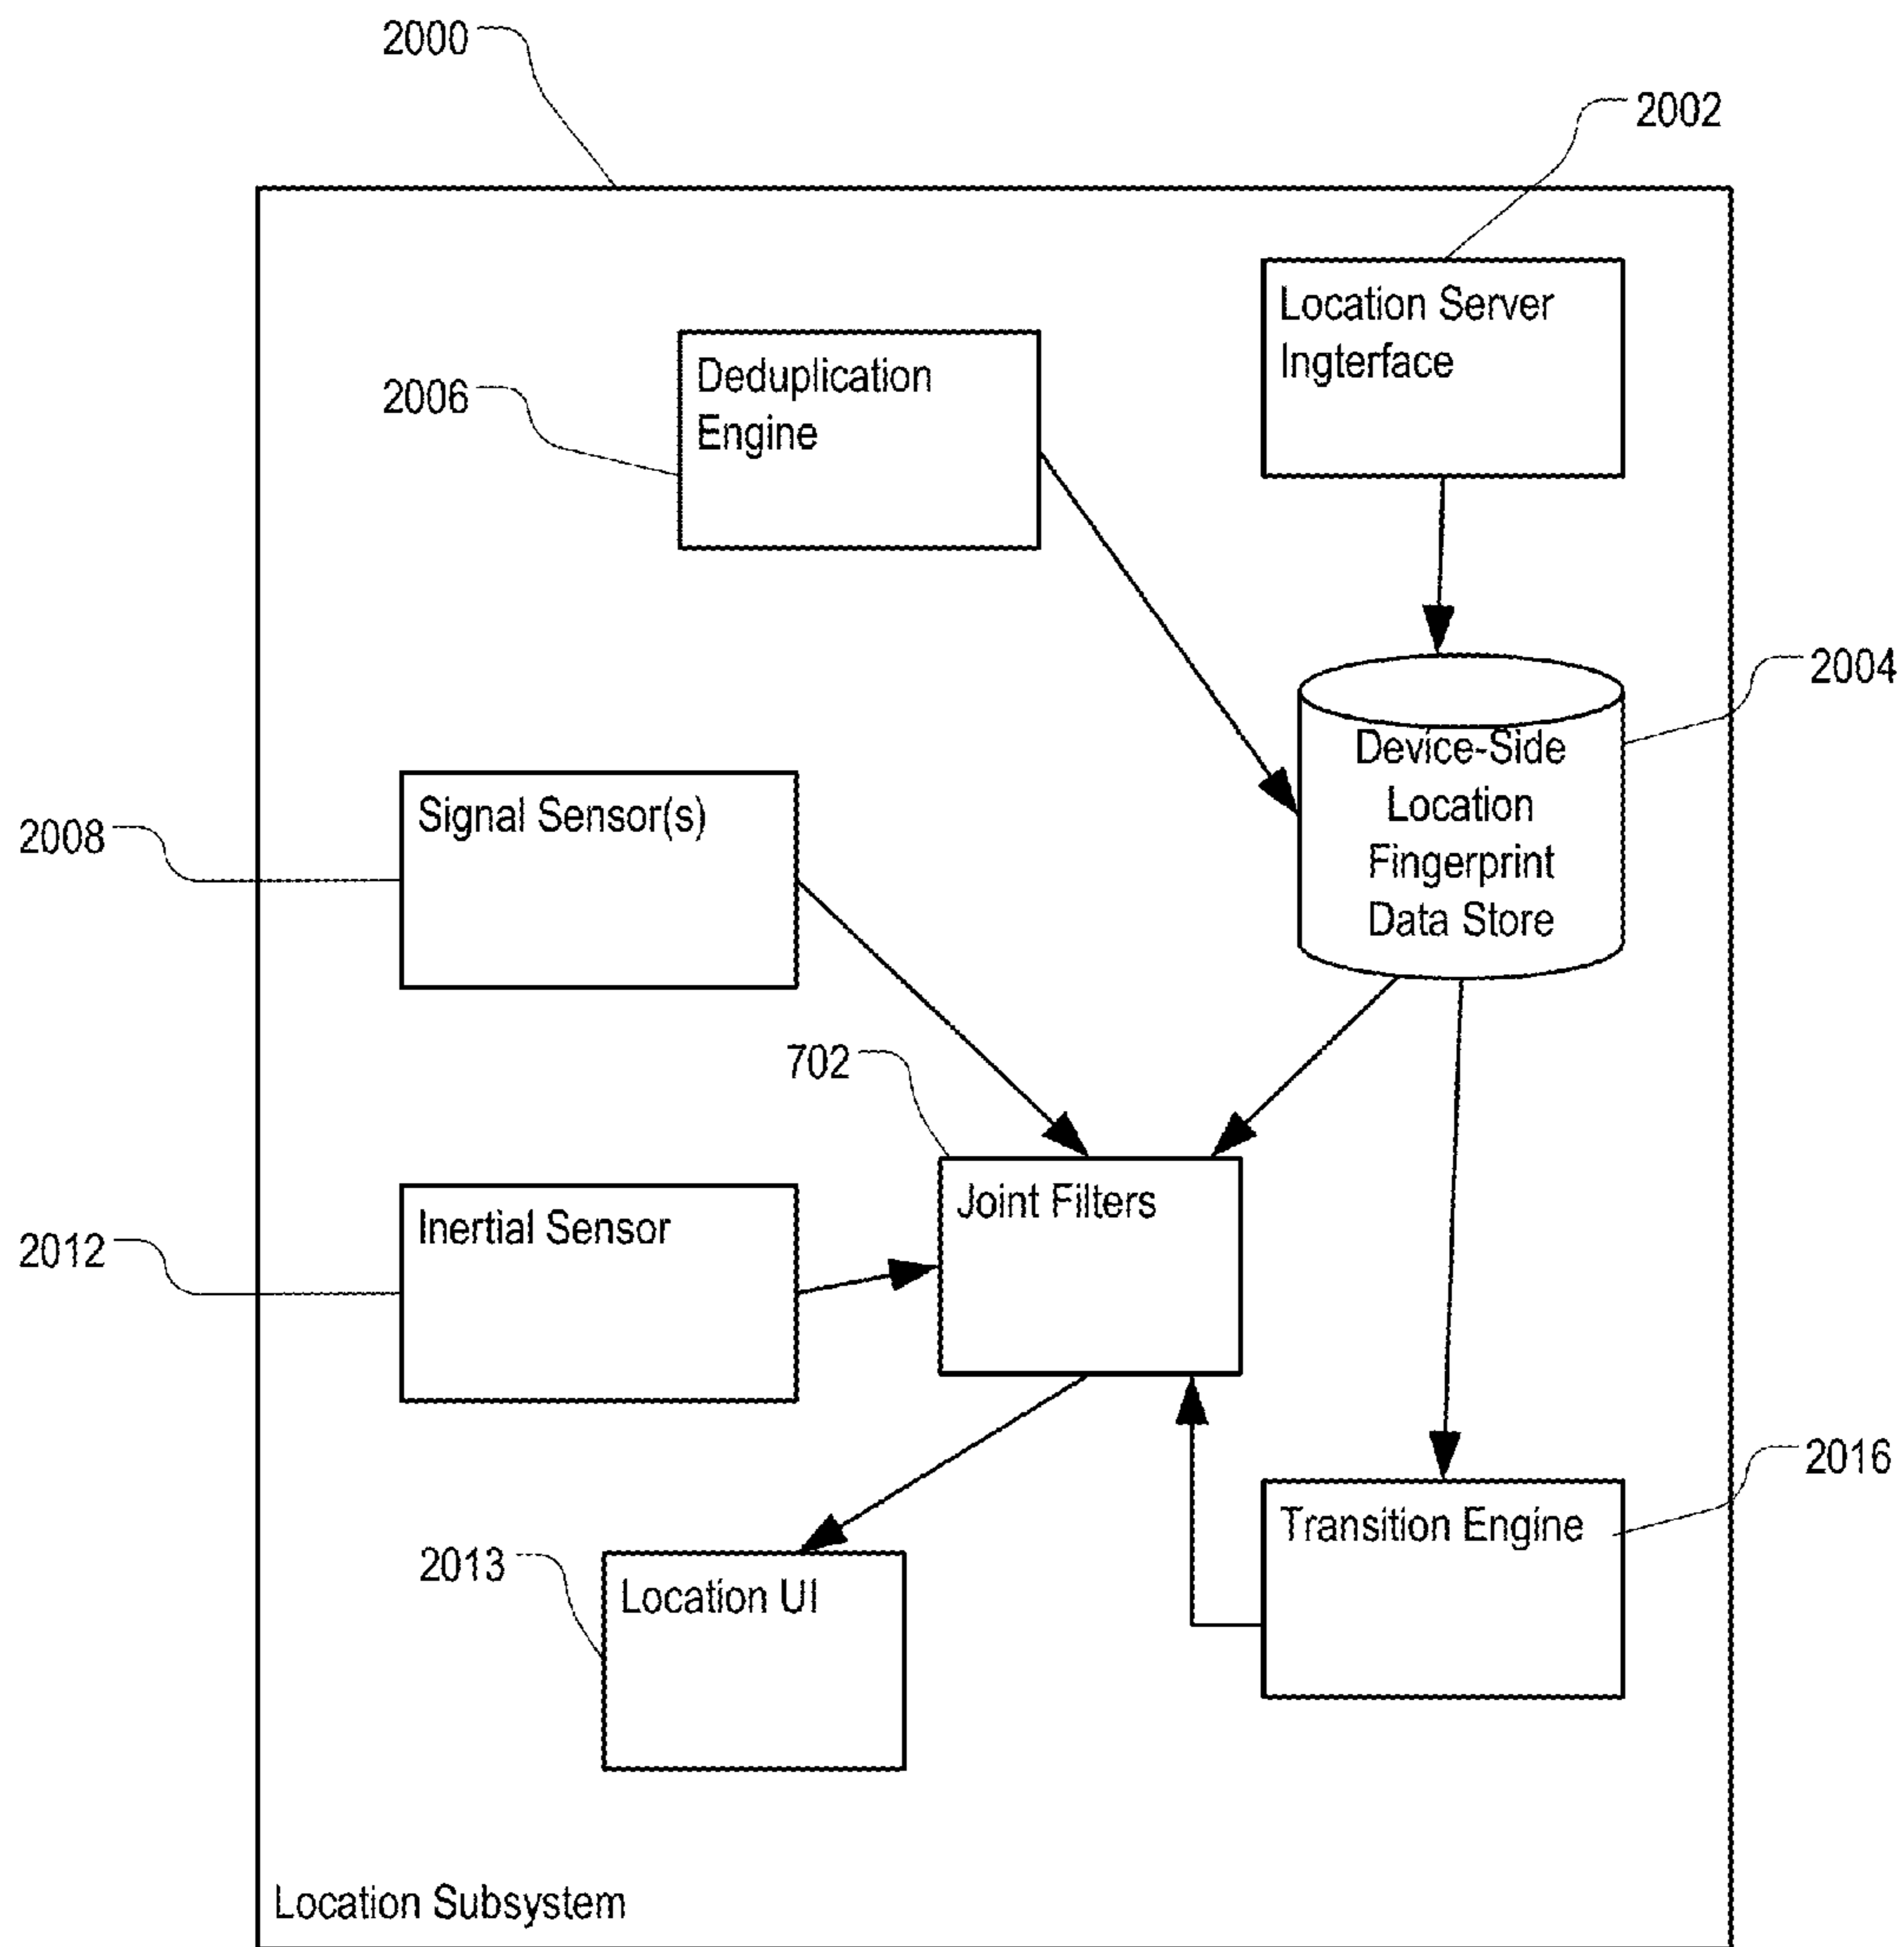 2000
2002
Location Server
Ingterface
Deduplication
Engine
2006
2004
Device-Side
Location
Fingerprint
Data Store
Signal Sensor(s)
2008
702
Joint Filters
Inertial Sensor
2012
2016
Transition Engine
2013
Location UI
Location Subsystem